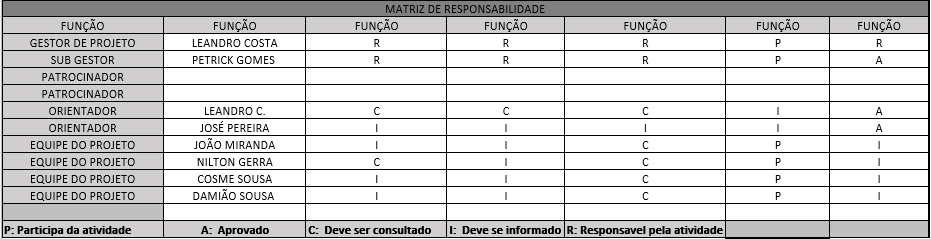 MATRIZ DE RESPONSABILIDADE
FUNÇÃO FUNÇÃO FUNÇÃO FUNÇÃO FUNÇÃO FUNÇÃO FUNÇÃO
GESTOR DE PROJETO LEANDRO COSTA R R R P R
SUB GESTOR PETRICK GOMES R R R P A
PATROCINADOR
PATROCINADOR
ORIENTADOR LEANDRO C. C C C I A
ORIENTADOR JOSÉ PEREIRA I I I I A
EQUIPE DO PROJETO JOÃO MIRANDA I I C P I
EQUIPE DO PROJETO NILTON GERRA C I C P I
EQUIPE DO PROJETO COSME SOUSA I I C P I
EQUIPE DO PROJETO DAMIÃO SOUSA I I C P I
P: Participa da atividade A: Aprovado C: Deve ser consultado I: Deve se informado R: Responsavel pela atividade